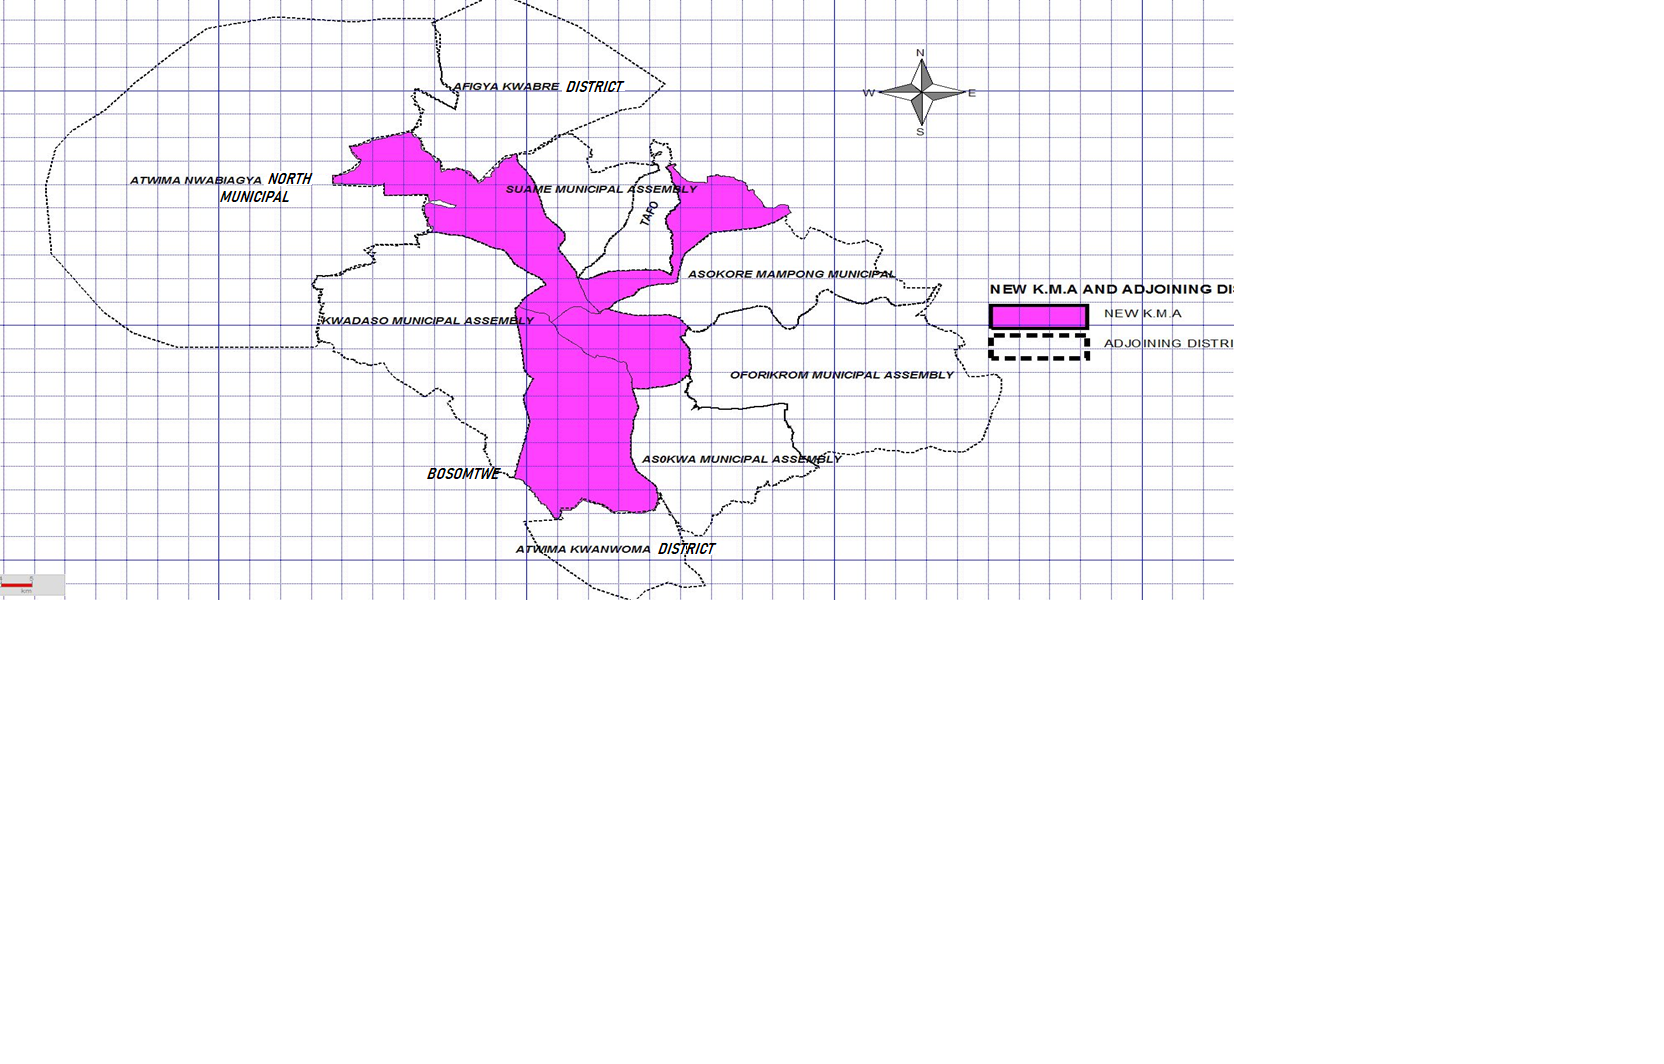 N
W E
S
AFIGYA KWABRE DISTRICT
ATWIMA NWABIAGYA NORTH
MUNICIPAL
SUAME MUNICIPAL ASSEMBLY
TAFO
ASOKORE MAMPONG MUNICIPAL
NEW K.M.A AND ADJOINING DI
NEW K.M.A
KWADASO MUNICIPAL ASSEMBLY
ADJOINING DISTRI
OFORIKROM MUNICIPAL ASSEMBLY
AS0KWA MUNICIPAL ASSEMBLY
BOSOMTWE
ATWIMA KWANWOMA DISTRICT
km